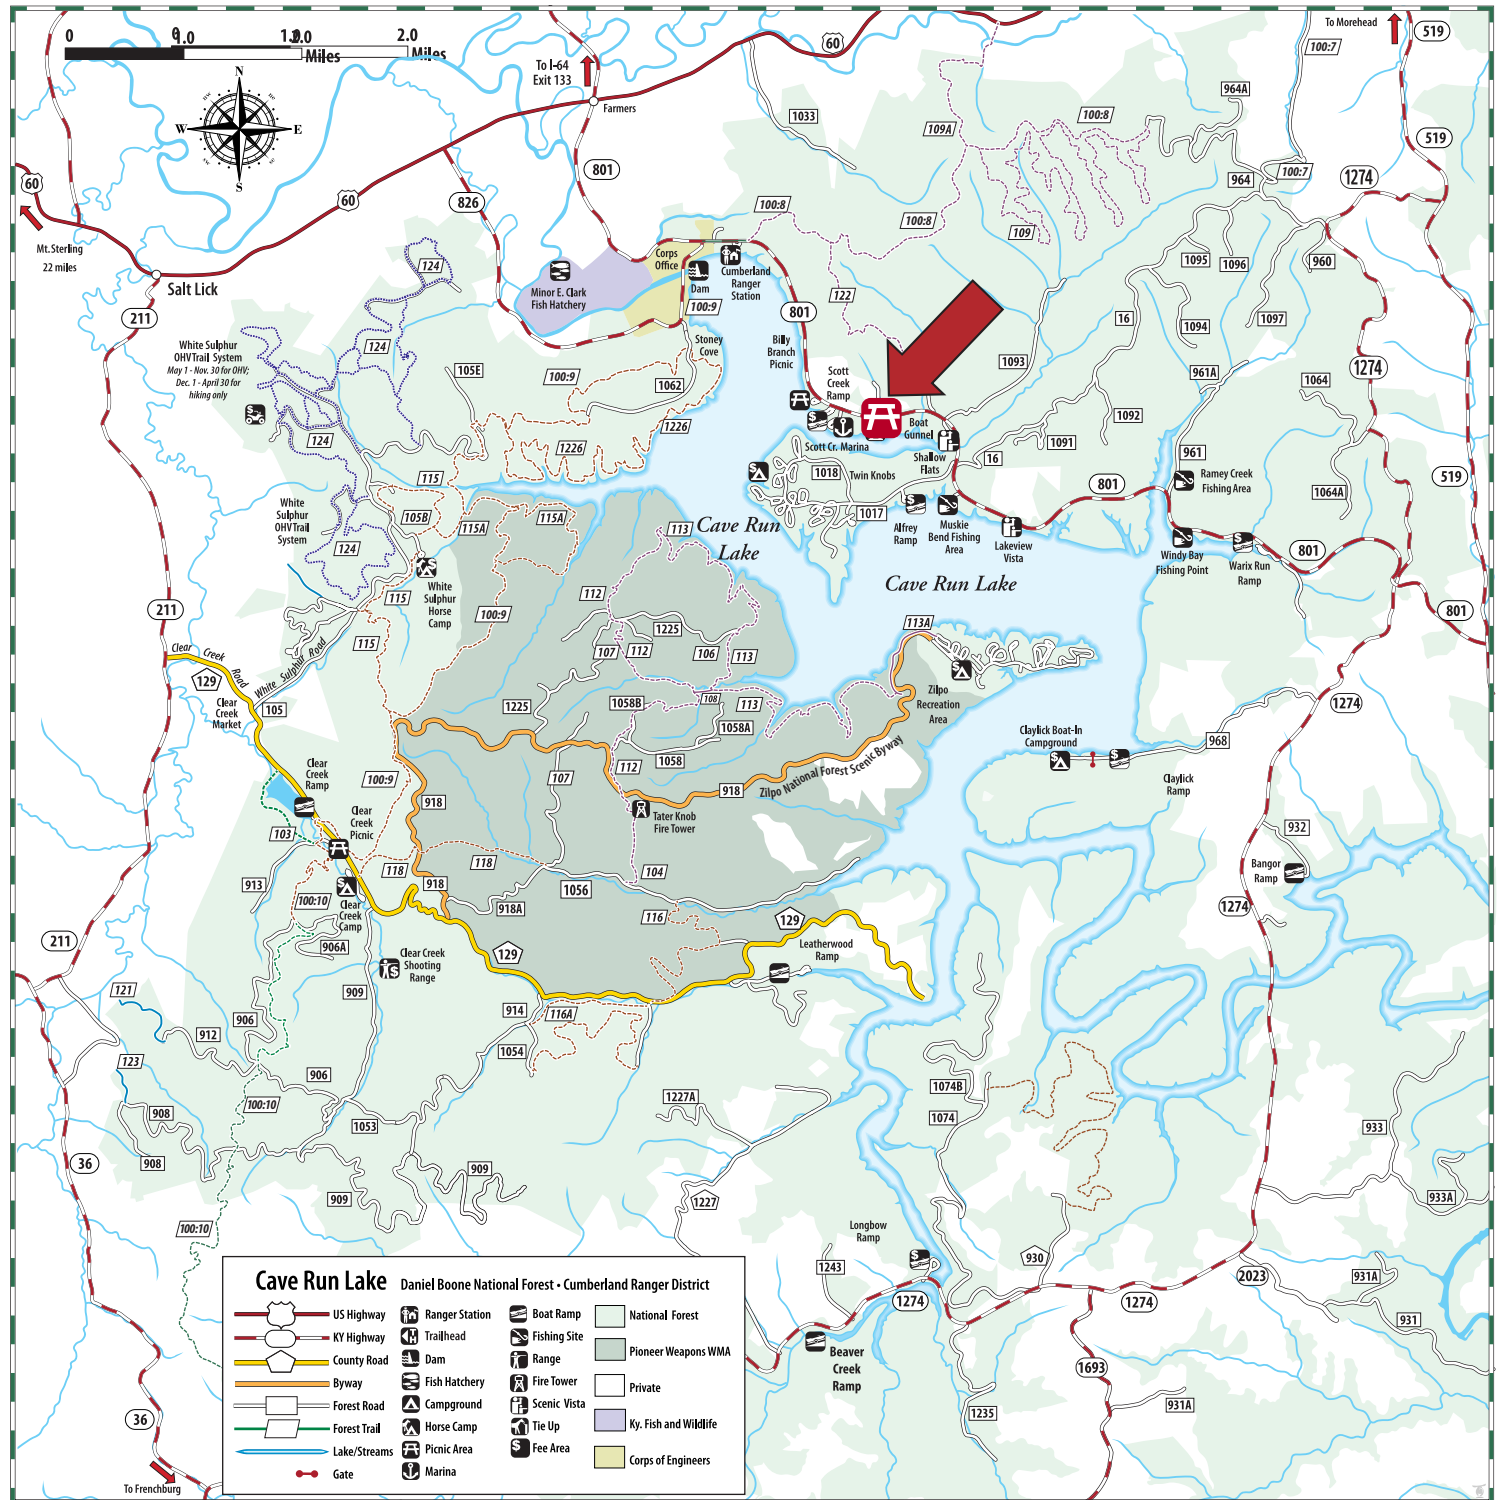 0
0
1.0
1.0
2.0
2.0
Miles
Miles
N
W
E
S
To I-64
Exit 133
Farmers
60
To Morehead
519
100:7
964A
1033
109A
100:8
519
801
60
60
826
Mt. Sterling
22 miles
Salt Lick
211
964
100:7
1274
100:8
100:8
109
124
Minor E. Clark
Fish Hatchery
Corps
Office
Dam
Cumberland
Ranger
Station
100:9
122
1095
1096
960
White Sulphur
OHV Trail System
May 1 - Nov. 30 for OHV;
Dec. 1 - April 30 for
hiking only
124
105E
100:9
1062
Stoney
Cove
801
Billy
Branch
Picnic
Scott
Creek
Ramp
1093
16
1094
1097
1274
961A
1064
124
115
1226
1226
Scott Cr. Marina
Boat
Gunnel
Shallow
Flats
1092
1091
16
1018
Twin Knobs
1017
961
Ramey Creek
Fishing Area
801
1064A
519
White
Sulphur
OHV Trail
System
124
105B
115A
115A
113
Cave Run
Lake
Alfrey
Ramp
Muskie
Bend Fishing
Area
Lakeview
Vista
Windy Bay
Fishing Point
Warix Run
Ramp
801
801
Cave Run Lake
White
Sulphur
Horse
Camp
115
115
100:9
112
1225
107
112
106
113
113A
211
Clear Creek Road
129
White Sulphur Road
Clear
Creek
Market
105
1225
1058B
108
113
1058A
1058
Zilpo
Recreation
Area
Claylick Boat-In
Campground
968
Claylick
Ramp
1274
Clear
Creek
Ramp
100:9
918
107
112
918
Zilpo National Forest Scenic Byway
Tater Knob
Fire Tower
Clear
Creek
Picnic
103
118
118
104
932
Bangor
Ramp
913
100:10
Clear
Creek
Camp
918
918A
1056
116
129
1274
Leatherwood
Ramp
211
906A
Clear Creek
Shooting
Range
129
909
121
906
912
914
116A
1054
123
906
100:10
908
1053
908
1227A
1074B
1074
933
36
909
909
1227
933A
100:10
Longbow
Ramp
1243
930
2023
931A
1274
1274
931
Beaver
Creek
Ramp
1693
931A
1235
36
To Frenchburg
Cave Run Lake Daniel Boone National Forest • Cumberland Ranger District
US Highway
KY Highway
County Road
Byway
Forest Road
Forest Trail
Lake/Streams
Gate
Ranger Station
Trailhead
Dam
Fish Hatchery
Campground
Horse Camp
Picnic Area
Marina
Boat Ramp
Fishing Site
Range
Fire Tower
Scenic Vista
Tie Up
Fee Area
National Forest
Pioneer Weapons WMA
Private
Ky. Fish and Wildlife
Corps of Engineers